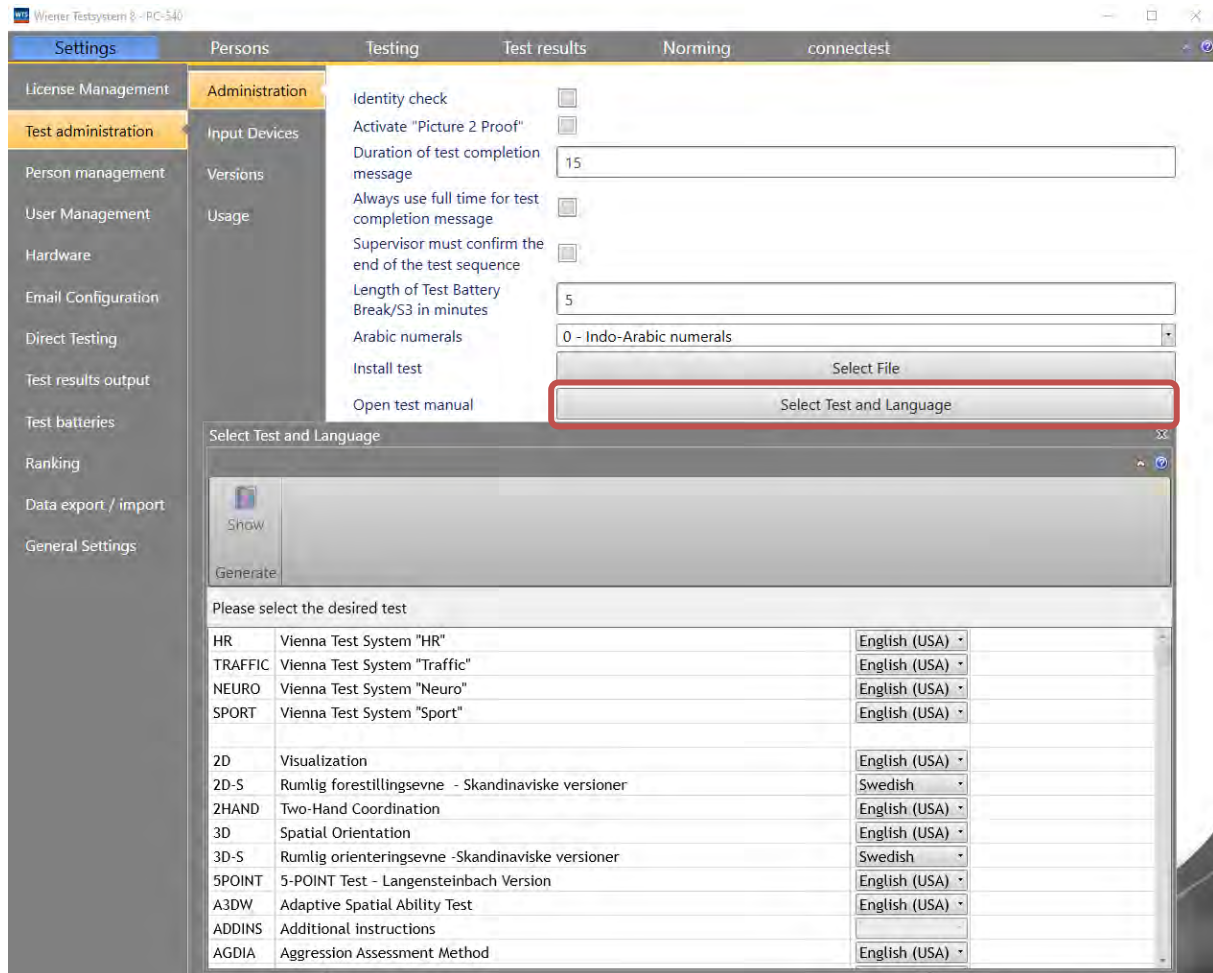 WTS Wiener Testsystem 8 - IPC-540
Settings Persons Testing Test results Norming connectest
License Management
Test administration
Person management
User Management
Hardware
Email Configuration
Direct Testing
Test results output
Test batteries
Ranking
Data export / import
General Settings
Administration
Input Devices
Versions
Usage
Identity check
Activate "Picture 2 Proof"
Duration of test completion
message
15
Always use full time for test
completion message
Supervisor must confirm the
end of the test sequence
Length of Test Battery
Break/S3 in minutes
5
Arabic numerals 0 - Indo-Arabic numerals
Install test Select File
Open test manual Select Test and Language
Select Test and Language
Show
Generate
Please select the desired test
HR Vienna Test System "HR" English (USA)
TRAFFIC Vienna Test System "Traffic" English (USA)
NEURO Vienna Test System "Neuro" English (USA)
SPORT Vienna Test System "Sport" English (USA)
2D Visualization English (USA)
2D-S Rumlig forestillingsevne - Skandinaviske versioner Swedish
2HAND Two-Hand Coordination English (USA)
3D Spatial Orientation English (USA)
3D-S Rumlig orienteringsevne -Skandinaviske versioner Swedish
5POINT 5-POINT Test - Langensteinbach Version English (USA)
A3DW Adaptive Spatial Ability Test English (USA)
ADDINS Additional instructions
AGDIA Aggression Assessment Method English (USA)